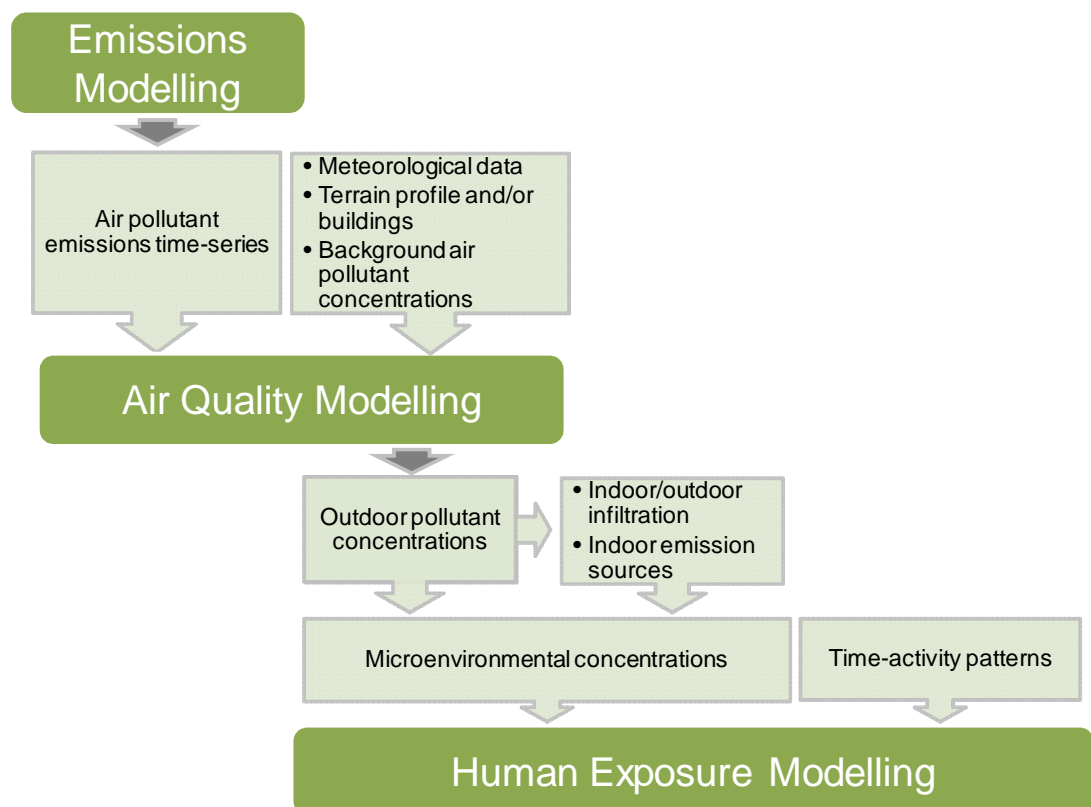 Emissions
Modelling
Air pollutant
emissions time-series
• Meteorological data
• Terrain profile and/or
buildings
• Background air
pollutant
concentrations
Air Quality Modelling
Outdoor pollutant
concentrations
• Indoor/outdoor
infiltration
• Indoor emission
sources
Microenvironmental concentrations
Time-activity patterns
Human Exposure Modelling